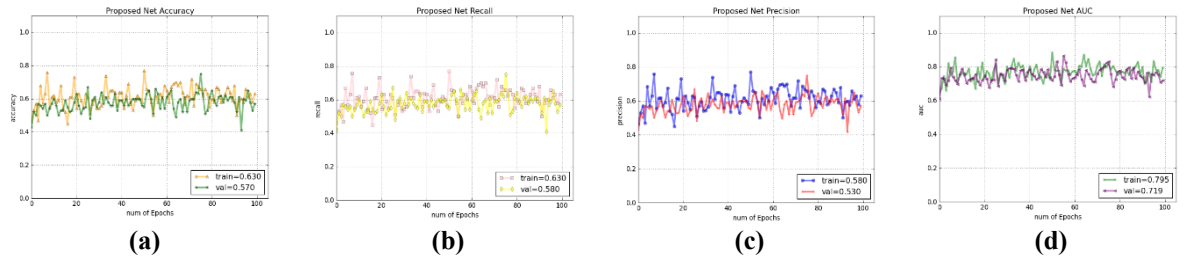 Proposed Net Accuracy
1.0
0.8
0.6
0.4
0.2
0.0
accuracy
0 20 40 60 80 100
num of Epochs
train=0.630
val=0.570
(a)
Proposed Net Recall
1.0
0.8
0.6
0.4
0.2
0.0
recall
0 20 40 60 80 100
num of Epochs
train=0.630
val=0.580
(b)
Proposed Net Precision
1.0
0.8
0.6
0.4
0.2
0.0
precision
0 20 40 60 80 100
num of Epochs
train=0.580
val=0.530
(c)
Proposed Net AUC
1.0
0.8
0.6
0.4
0.2
0.0
auc
0 20 40 60 80 100
num of Epochs
train=0.795
val=0.719
(d)